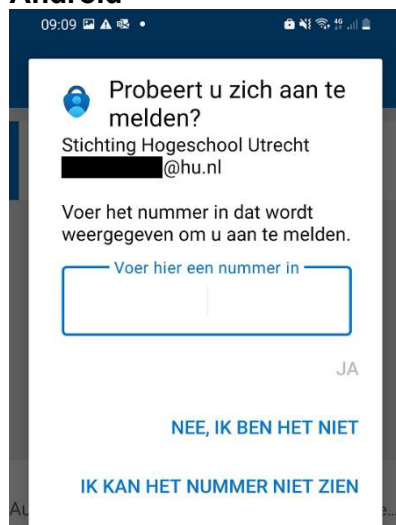 09:09
Probeert u zich aan te
melden?
Stichting Hogeschool Utrecht
@hu.nl
Voer het nummer in dat wordt
weergegeven om u aan te melden.
Voer hier een nummer in
JA
NEE, IK BEN HET NIET
IK KAN HET NUMMER NIET ZIEN